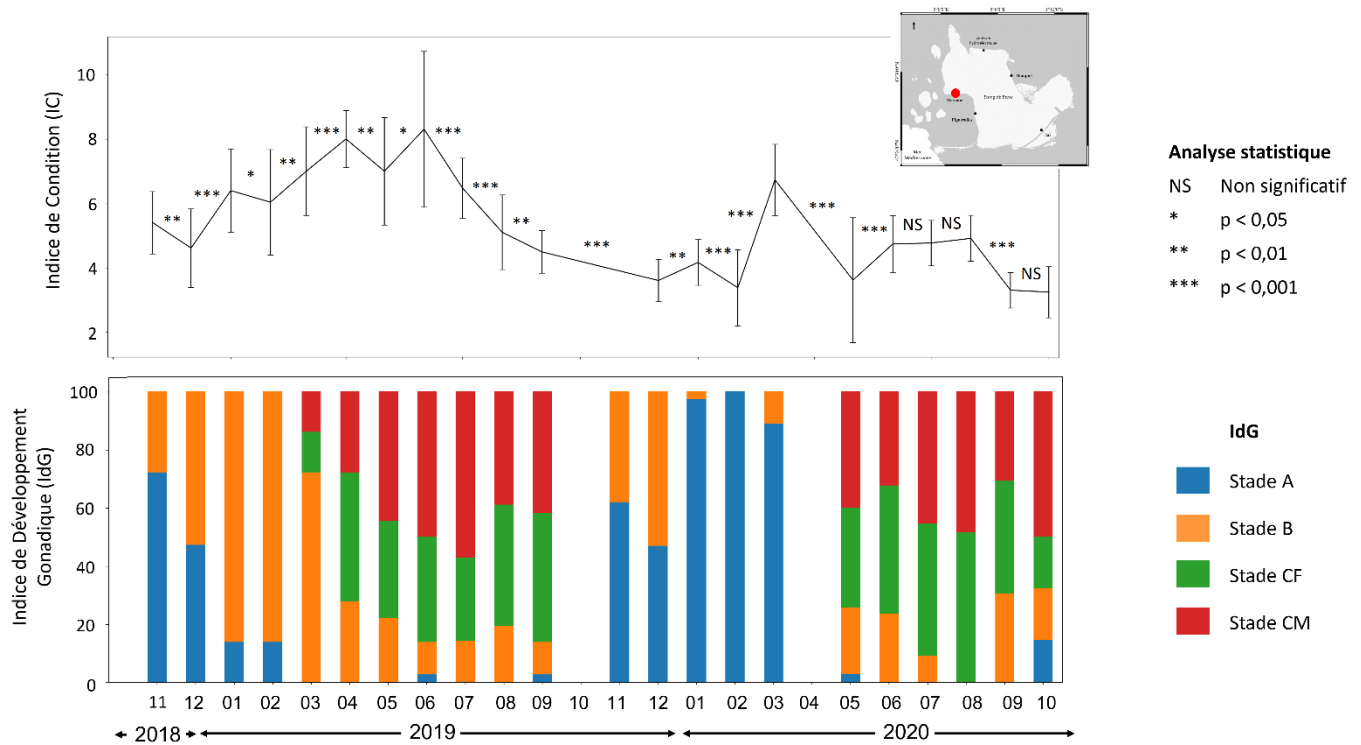 Indice de Condition (IC)
10
8
6
4
2
** *** * ** *** ** * *** *** ** *** ** *** *** *** *** NS NS *** NS
Etang de Berre
Mer
Méditerranée
Analyse statistique
NS Non significatif
* p < 0,05
** p < 0,01
*** p < 0,001
Indice de Développement
Gonadique (IdG)
100
80
60
40
20
0
IdG
Stade A
Stade B
Stade CF
Stade CM
11 12 01 02 03 04 05 06 07 08 09 10 11 12 01 02 03 04 05 06 07 08 09 10
2018 2019 2020